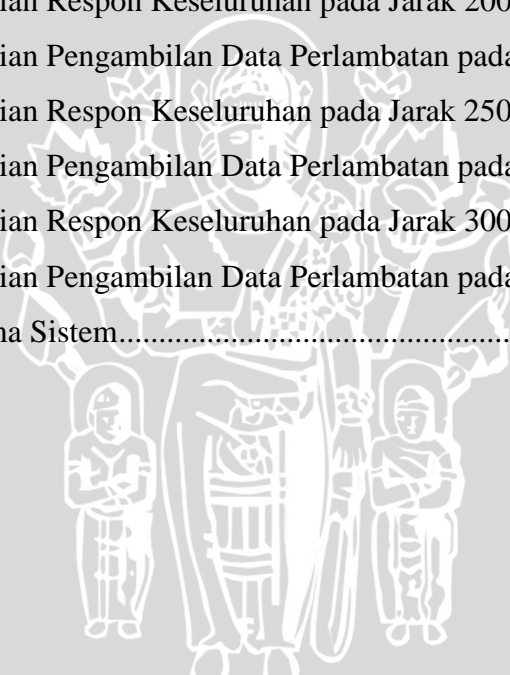 ian Respon Keseluruhan pada Jarak 200
ian Pengambilan Data Perlambatan pada
ian Respon Keseluruhan pada Jarak 250
ian Pengambilan Data Perlambatan pada
ian Respon Keseluruhan pada Jarak 300
ian Pengambilan Data Perlambatan pada
na Sistem.............................................